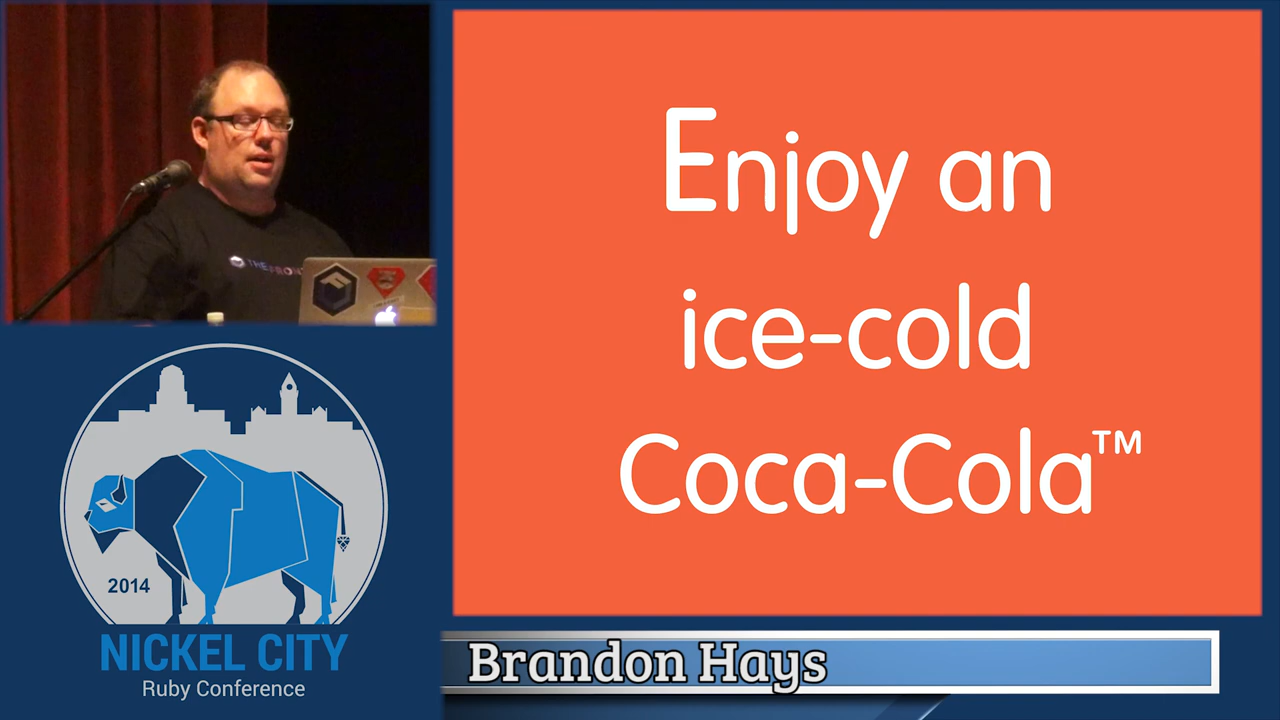 Enjoy an
ice-cold
Coca-Cola™
2014
NICKEL CITY
Ruby Conference
Brandon Hays